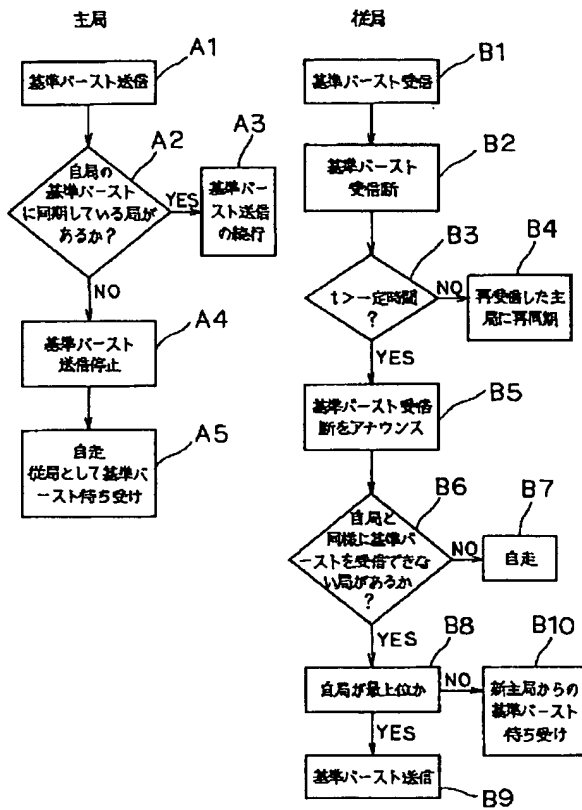 主局
A1
基準バースト送信
A2
自局の
基準バースト
に同期している局が
あるか?
YES
A3
基準バー
スト送信
の続行
NO
A4
基準バースト
送信停止
A5
自走
従局として基準バ
ースト待ち受け
従局
B1
基準バースト受信
B2
基準バースト
受信断
B3
t>一定時間
?
NO
B4
再受信した主
局に再同期
YES
B5
基準バースト受信
断をアナウンス
B6
自局と
同様に基準バ
ーストを受信できな
い局があるか
?
NO
B7
自走
YES
B8
自局が最上位か
NO
B10
新主局からの
基準バースト
待ち受け
YES
基準バースト送信
B9